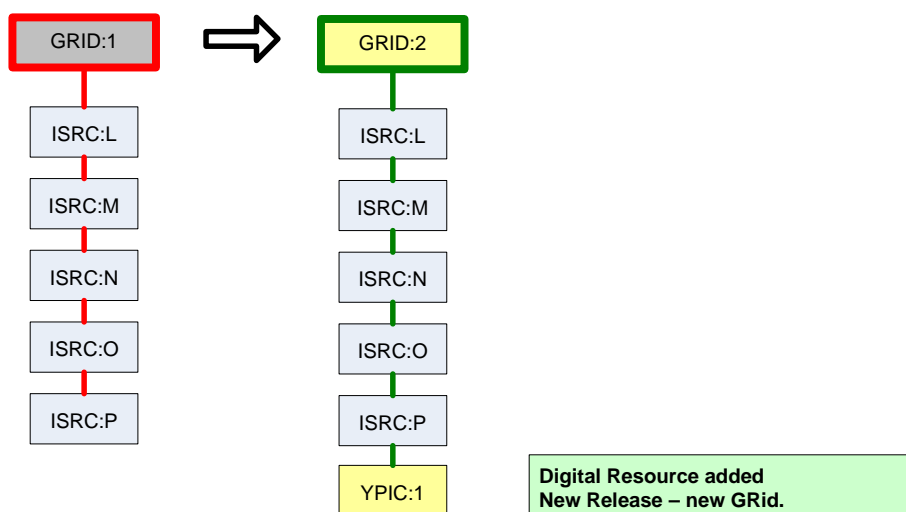 GRID:1
GRID:2
ISRC:L
ISRC:L
ISRC:M
ISRC:M
ISRC:N
ISRC:N
ISRC:O
ISRC:O
ISRC:P
ISRC:P
YPIC:1
Digital Resource added
New Release – new GRid.